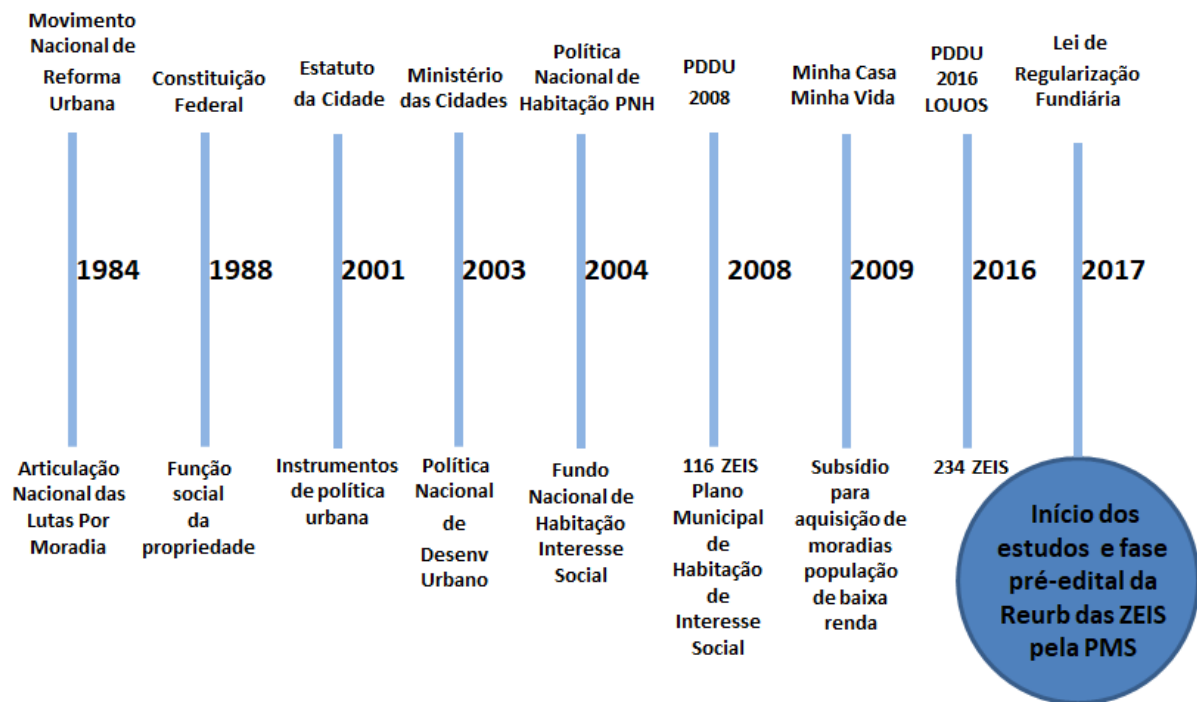 Movimento
Nacional de
Reforma
Urbana
Constituição
Federal
Estatuto
da Cidade
Ministério
das Cidades
Política
Nacional de
Habitação PNH
PDDU
2008
Minha Casa
Minha Vida
PDDU
2016
LOUOS
Lei de
Regularização
Fundiária
1984
1988
2001
2003
2004
2008
2009
2016
2017
Articulação
Nacional das
Lutas Por
Moradia
Função
social
da
propriedade
Instrumentos
de política
urbana
Política
Nacional
de
Desenv
Urbano
Fundo
Nacional de
Habitação
Interesse
Social
116 ZEIS
Plano
Municipal
de
Habitação
de
Interesse
Social
Subsídio
para
aquisição de
moradias
população
de baixa
renda
234 ZEIS
Início dos
estudos e fase
pré-edital da
Reurb das ZEIS
pela PMS